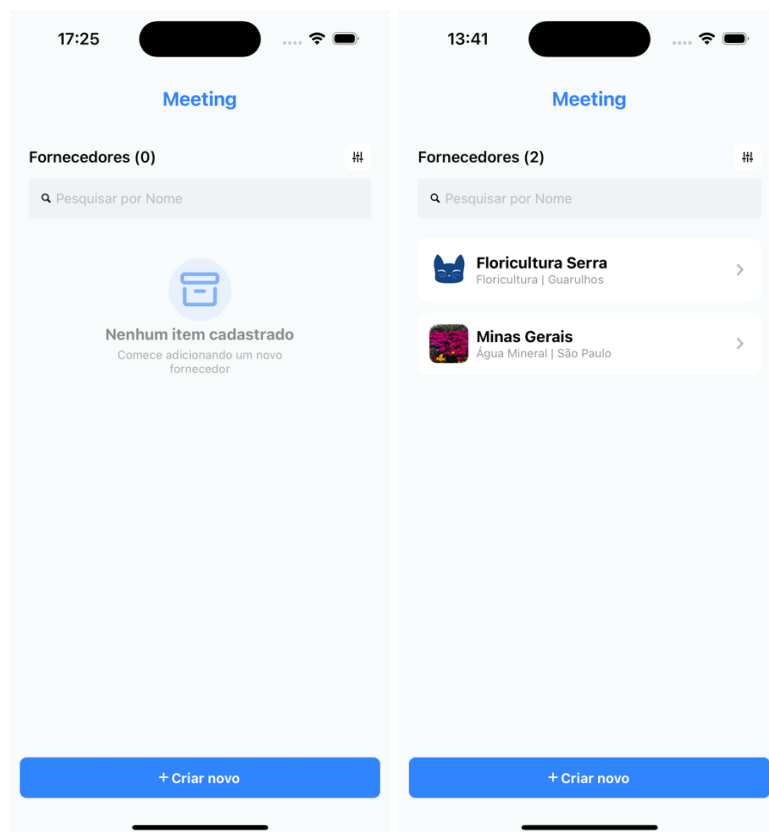 17:25
Meeting
Fornecedores (0)
Pesquisar por Nome
Nenhum item cadastrado
Comece adicionando um novo
fornecedor
+ Criar novo
13:41
Meeting
Fornecedores (2)
Pesquisar por Nome
Floricultura Serra
Floricultura | Guarulhos
Minas Gerais
Água Mineral | São Paulo
+ Criar novo